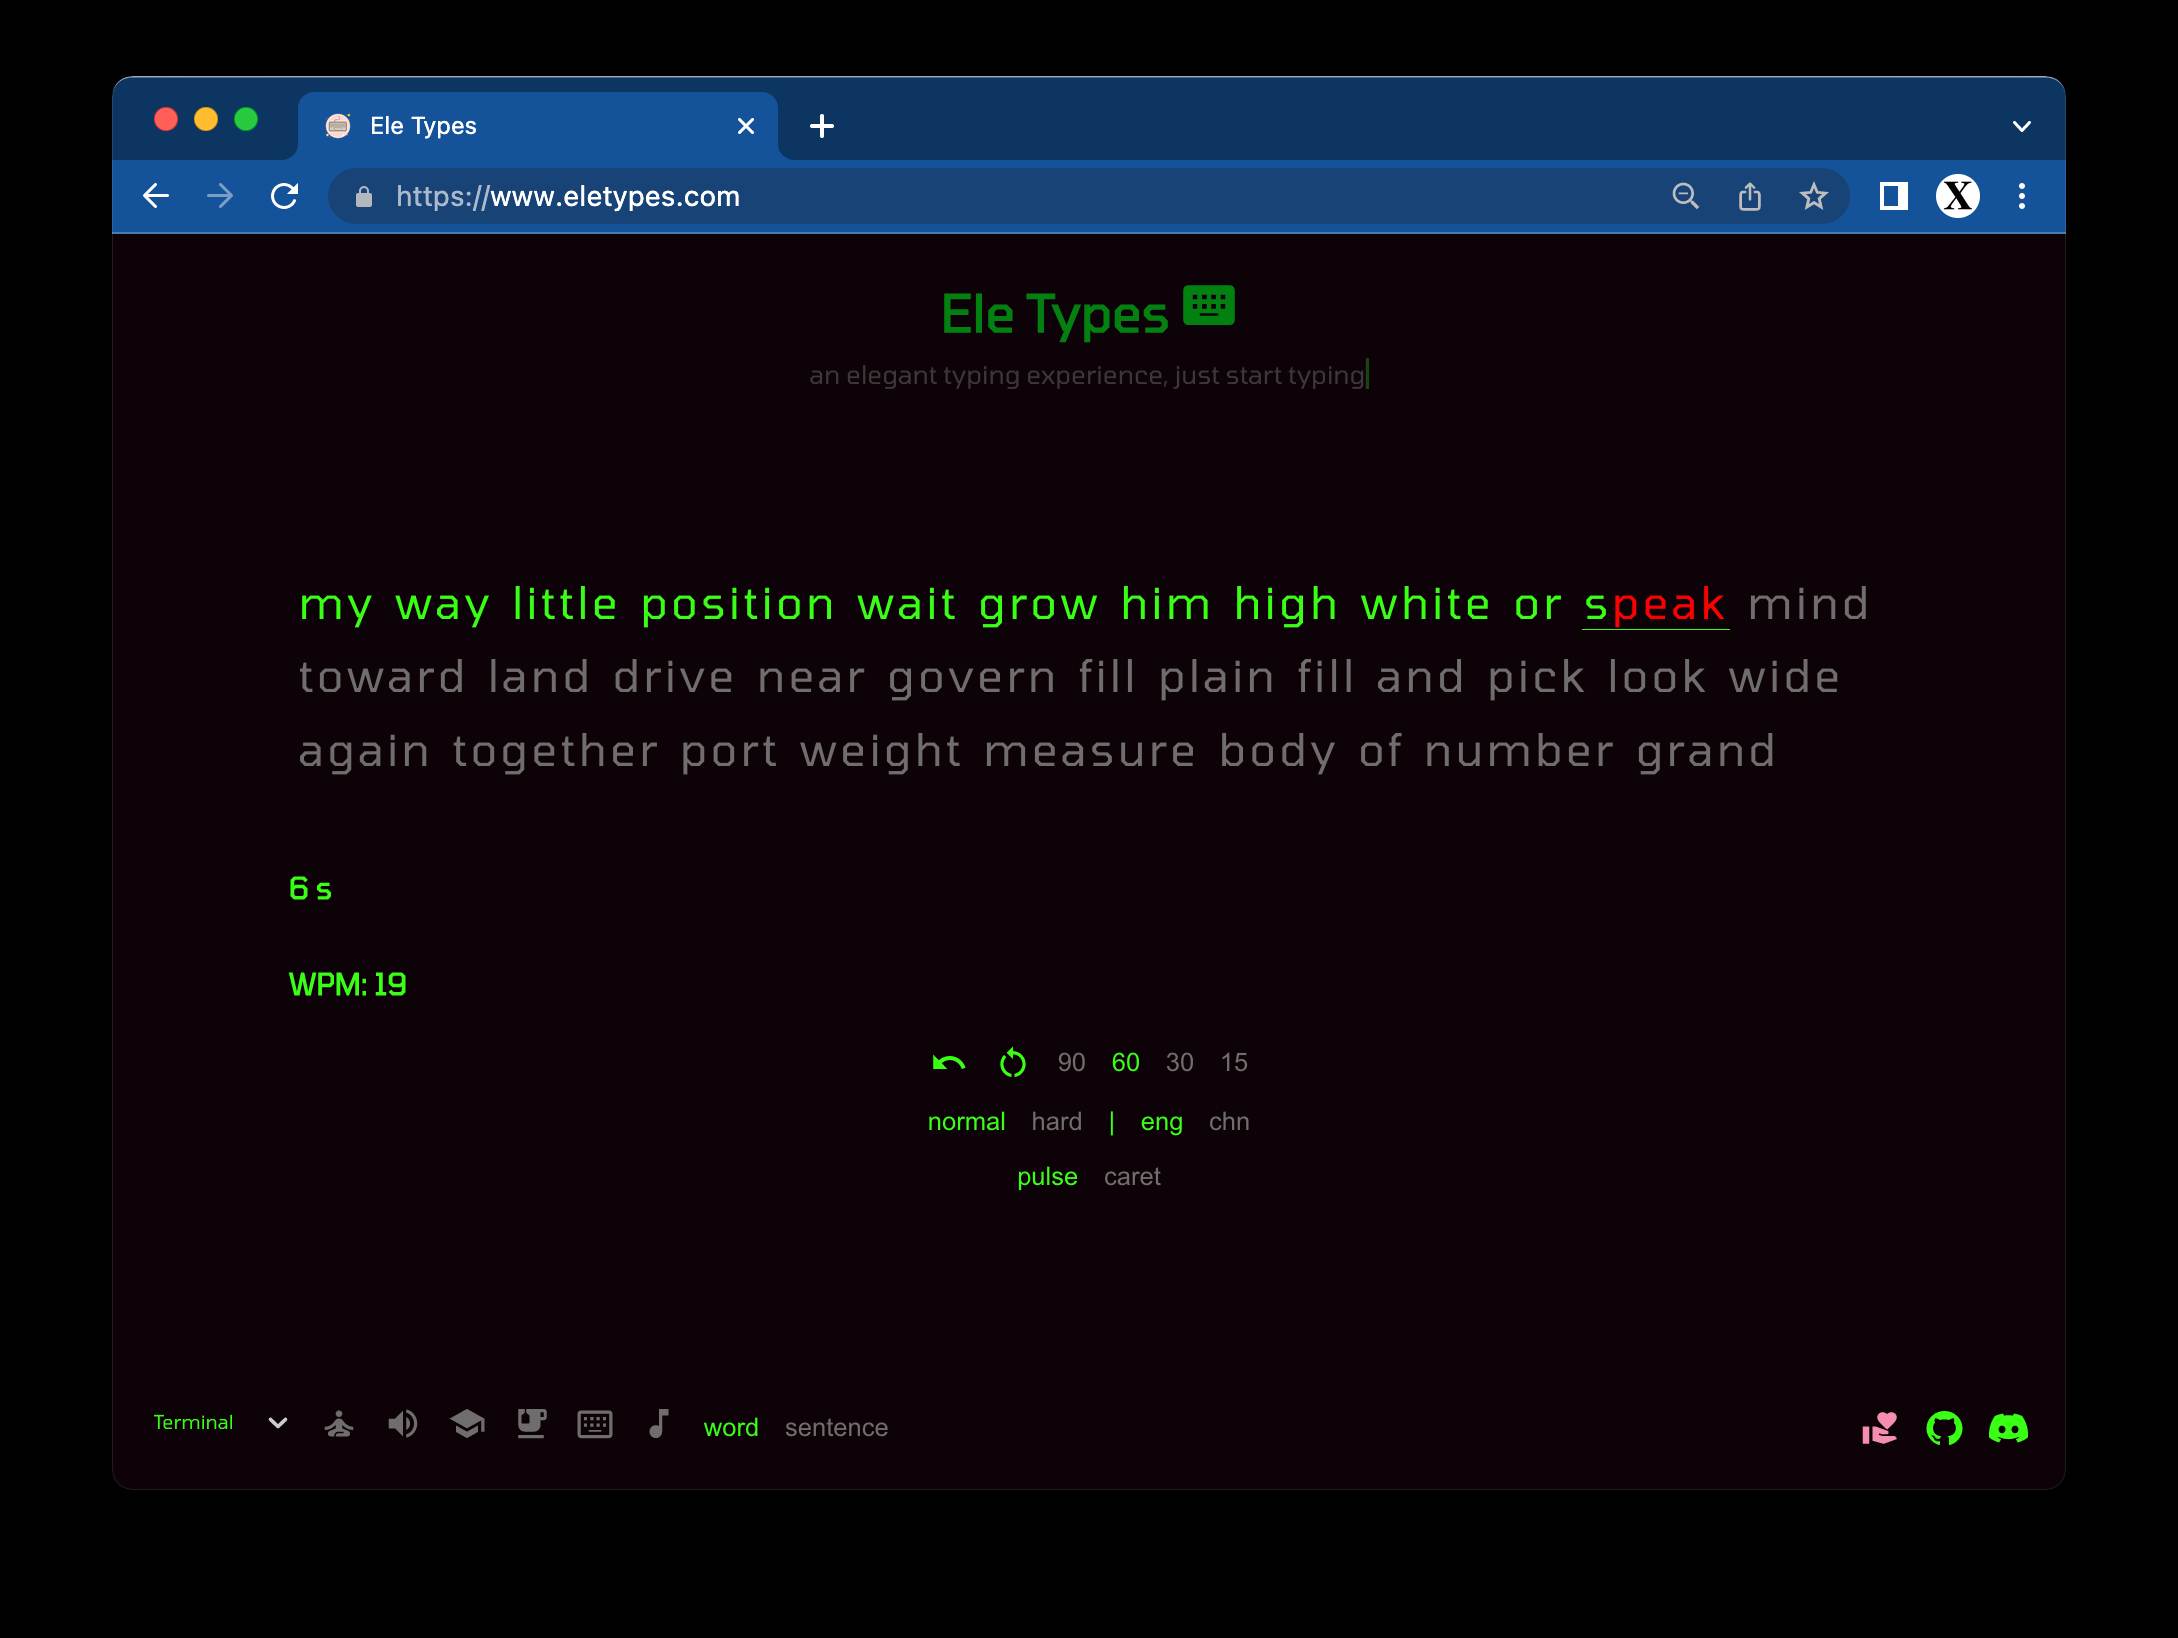 Ele Types
https://www.eletypes.com
X
Ele Types
an elegant typing experience, just start typing
my way little position wait grow him high white or speak mind
toward land drive near govern fill plain fill and pick look wide
again together port weight measure body of number grand
6 s
WPM: 19
90 60 30 15
normal hard | eng chn
pulse caret
Terminal word sentence